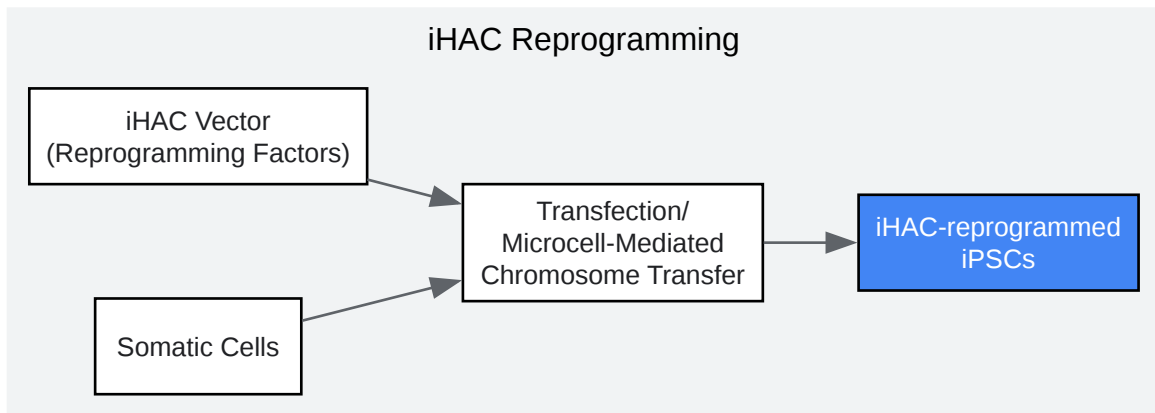 iHAC Reprogramming
iHAC Vector
(Reprogramming Factors)
Somatic Cells
Transfection/
Microcell-Mediated
Chromosome Transfer
iHAC-reprogrammed
iPSCs